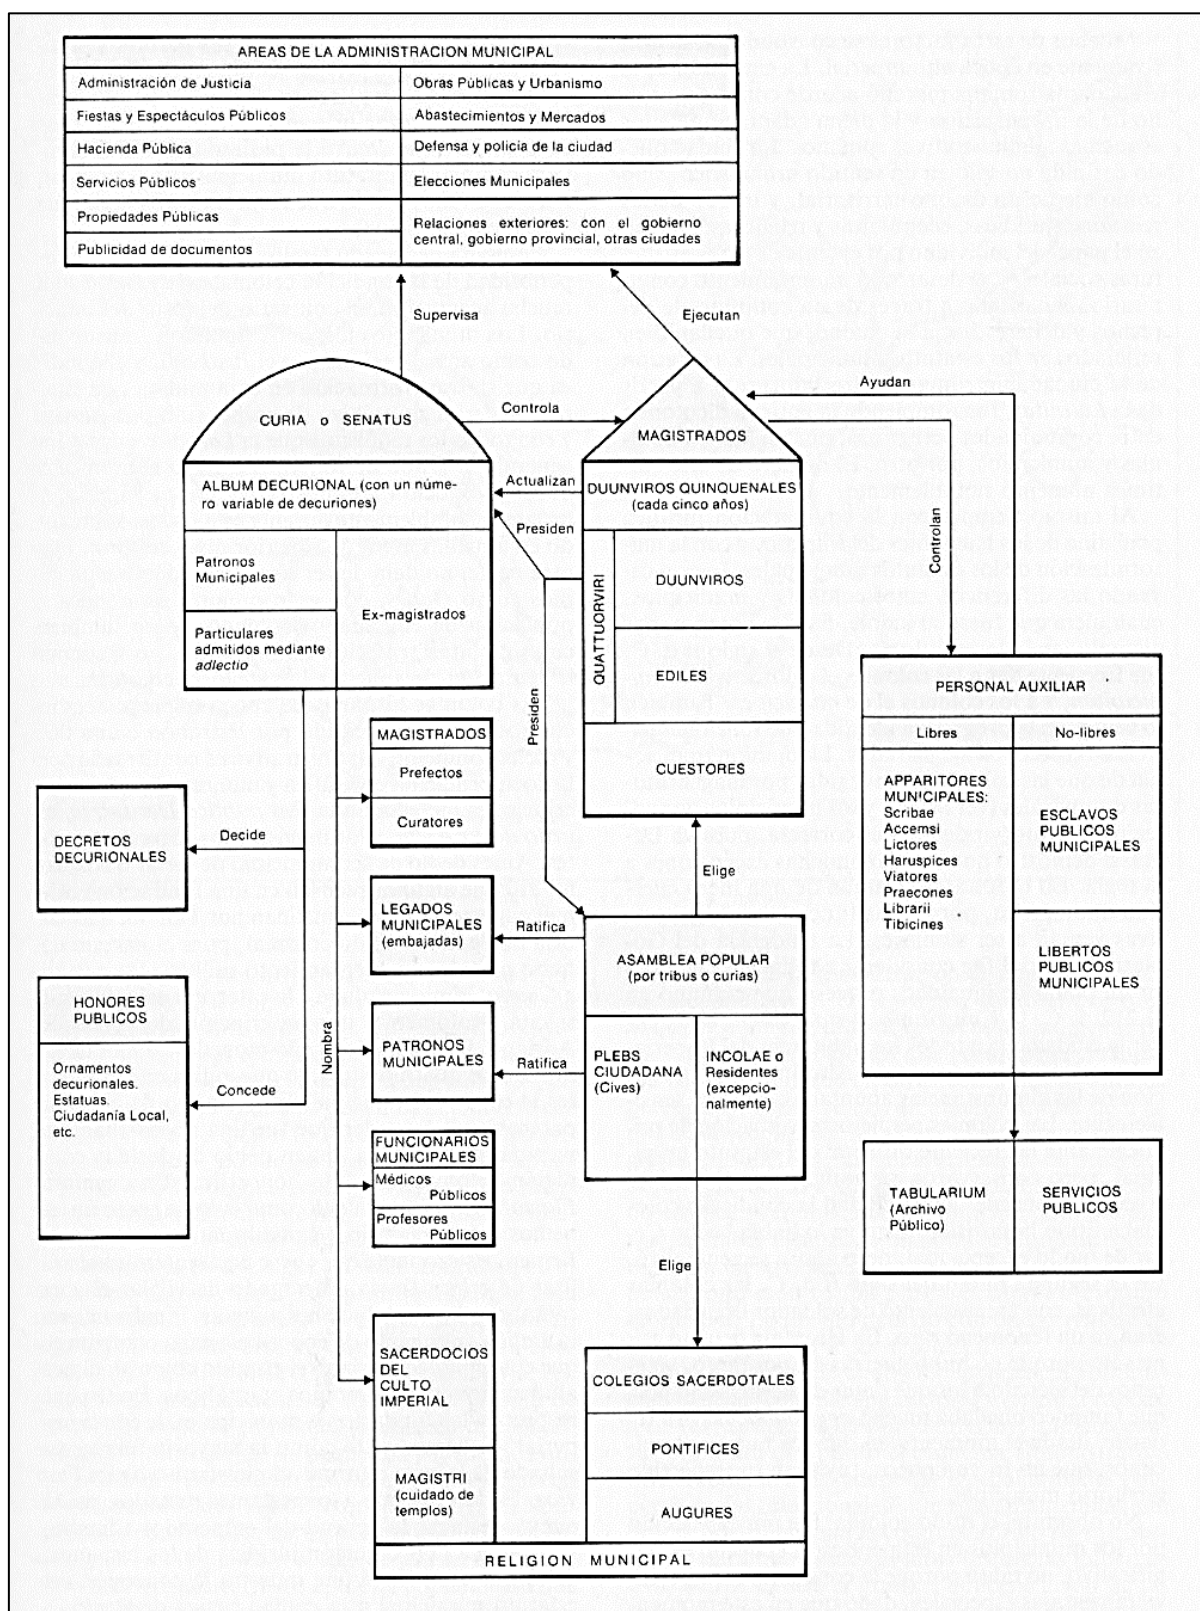 AREAS DE LA ADMINISTRACION MUNICIPAL
Administración de Justicia
Obras Públicas y Urbanismo
Fiestas y Espectáculos Públicos
Abastecimientos y Mercados
Hacienda Pública
Defensa y policía de la ciudad
Servicios Públicos
Elecciones Municipales
Propiedades Públicas
Relaciones exteriores: con el gobierno
central, gobierno provincial, otras ciudades
Publicidad de documentos
Supervisa
Ejecutan
Ayudan
CURIA o SENATUS
Controla
MAGISTRADOS
ALBUM DECURIONAL (con un núme-
ro variable de decuriones)
Actualizan
DUUNVIROS QUINQUENALES
(cada cinco años)
Presiden
Controlan
Patronos
Municipales
Ex-magistrados
Particulares
admitidos mediante
adlectio
QUATTUORVIRI
DUUNVIROS
EDILES
CUESTORES
Presiden
PERSONAL AUXILIAR
Libres
No-libres
APPARITORES
MUNICIPALES:
Scribae
Accemsi
Lictores
Haruspices
Viatores
Praecones
Librarii
Tibicines
ESCLAVOS
PUBLICOS
MUNICIPALES
LIBERTOS
PUBLICOS
MUNICIPALES
MAGISTRADOS
Prefectos
Curatores
DECRETOS
DECURIONALES
Decide
Elige
LEGADOS
MUNICIPALES
(embajadas)
Ratifica
ASAMBLEA POPULAR
(por tribus o curias)
HONORES
PUBLICOS
Ornamentos
decurionales.
Estatuas.
Ciudadanía Local,
etc.
Concede
Nombra
PATRONOS
MUNICIPALES
Ratifica
PLEBS
CIUDADANA
(Cives)
INCOLAE o
Residentes
(excepcio-
nalmente)
FUNCIONARIOS
MUNICIPALES
Médicos
Públicos
Profesores
Públicos
TABULARIUM
(Archivo
Público)
SERVICIOS
PUBLICOS
Elige
SACERDOCIOS
DEL
CULTO
IMPERIAL
COLEGIOS SACERDOTALES
PONTIFICES
MAGISTRI
(cuidado de
templos)
AUGURES
RELIGION MUNICIPAL